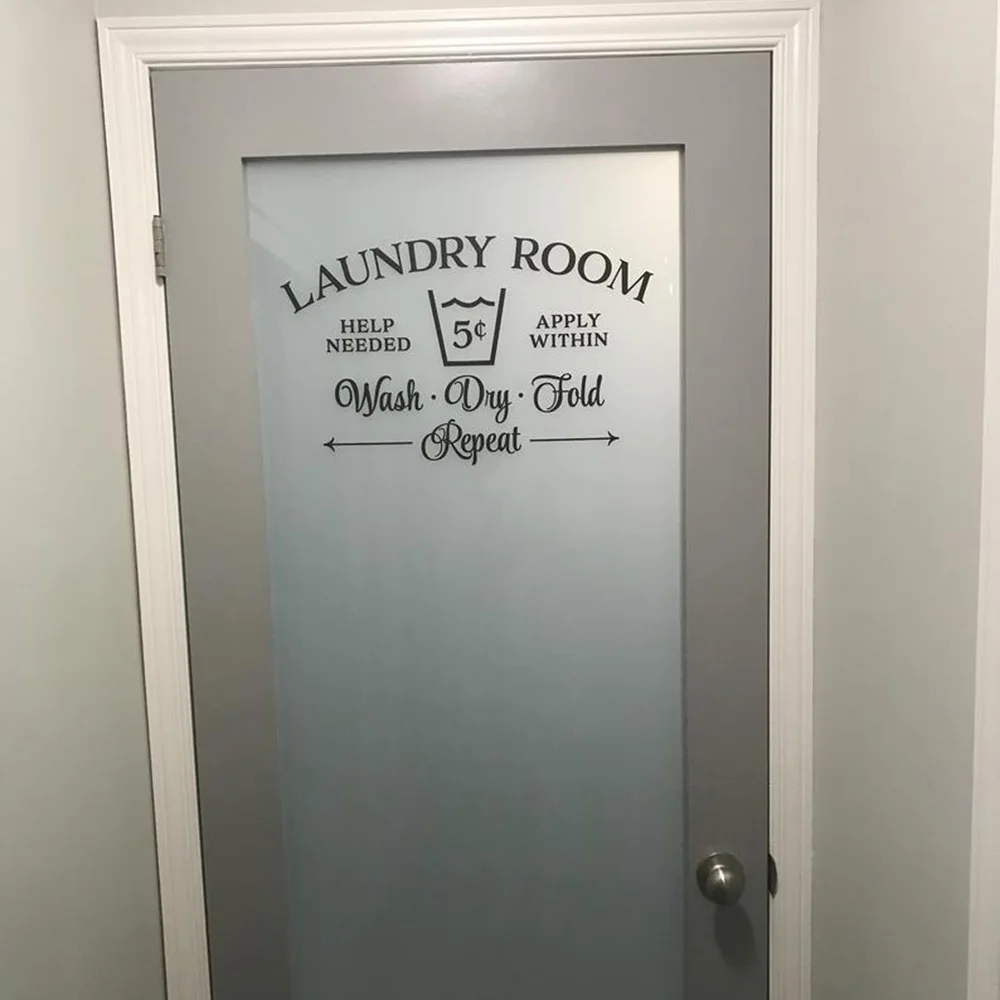 LAUNDRY ROOM
HELP NEEDED
5¢
APPLY WITHIN
Wash · Dry · Fold
Repeat